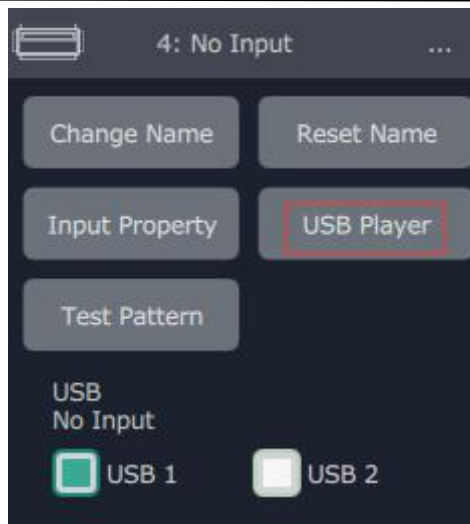 4: No Input ...
Change Name Reset Name
Input Property USB Player
Test Pattern
USB
No Input
USB 1 USB 2